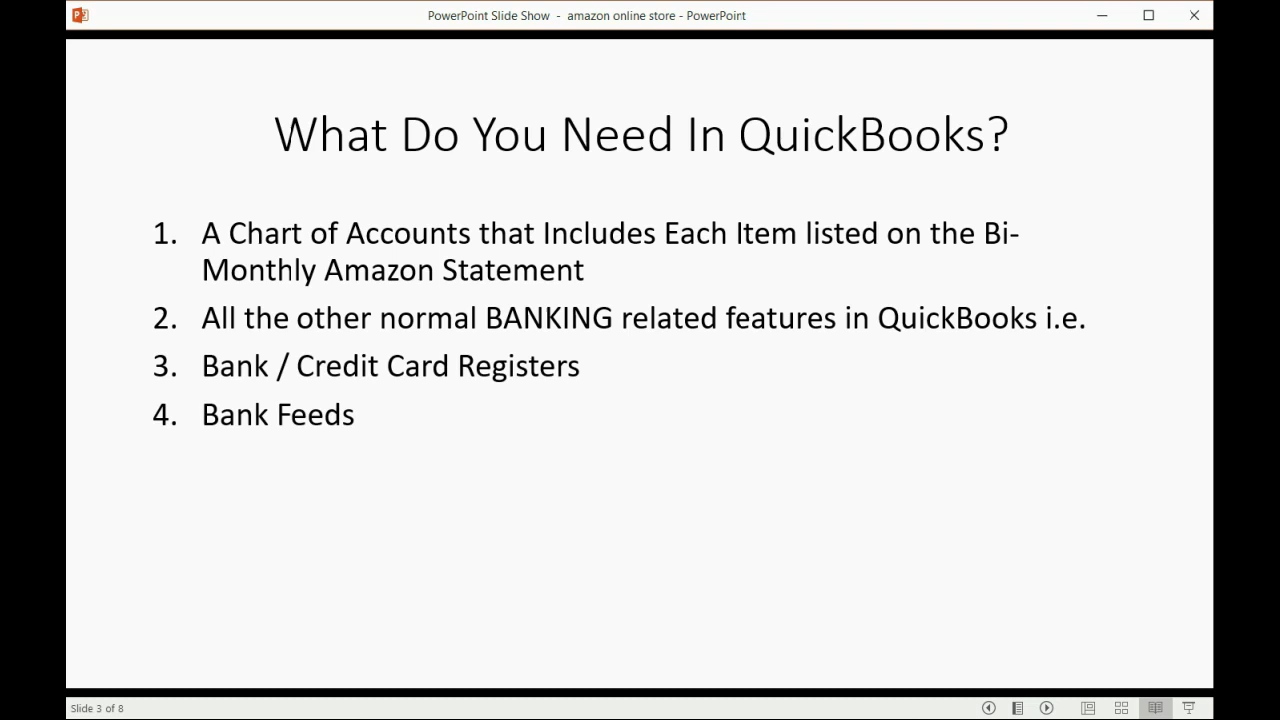 PowerPoint Slide Show - amazon online store - PowerPoint
What Do You Need In QuickBooks?
1. A Chart of Accounts that Includes Each Item listed on the Bi-
Monthly Amazon Statement
2. All the other normal BANKING related features in QuickBooks i.e.
3. Bank / Credit Card Registers
4. Bank Feeds
Slide 3 of 8